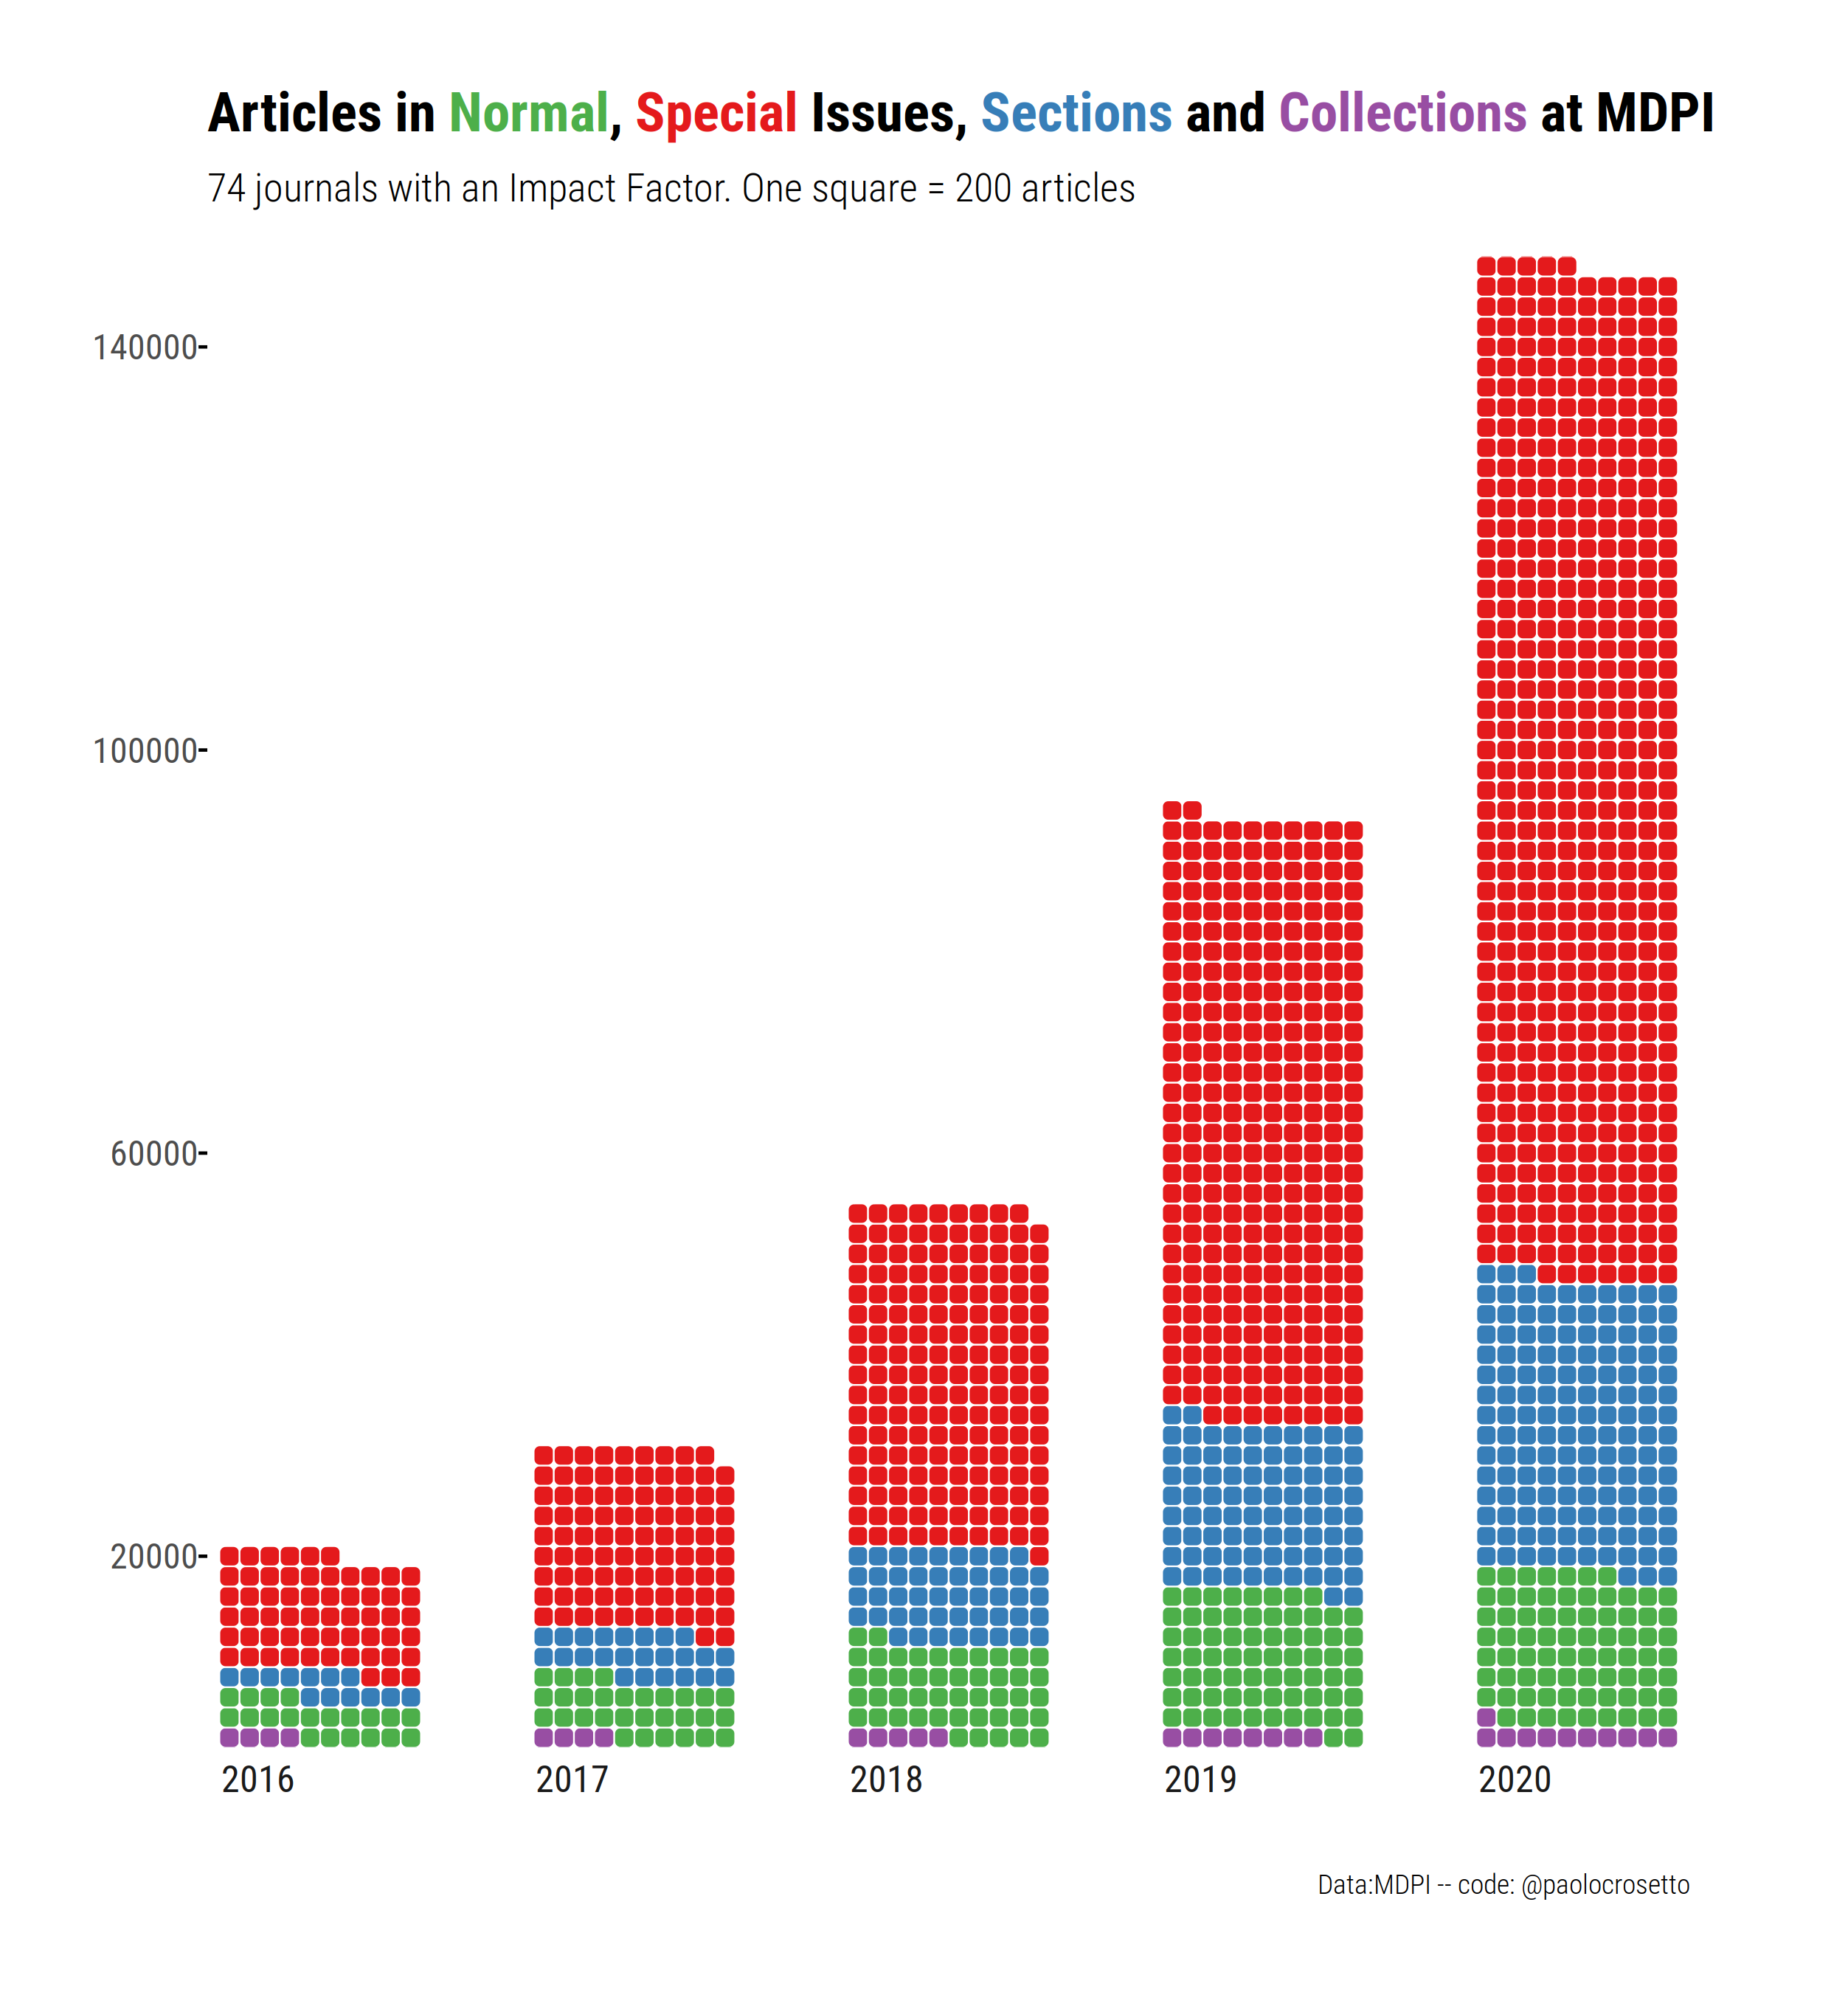 Articles in Normal, Special Issues, Sections and Collections at MDPI
74 journals with an Impact Factor. One square = 200 articles
140000
100000
60000
20000
2016 2017 2018 2019 2020
Data:MDPI -- code: @paolocrosetto